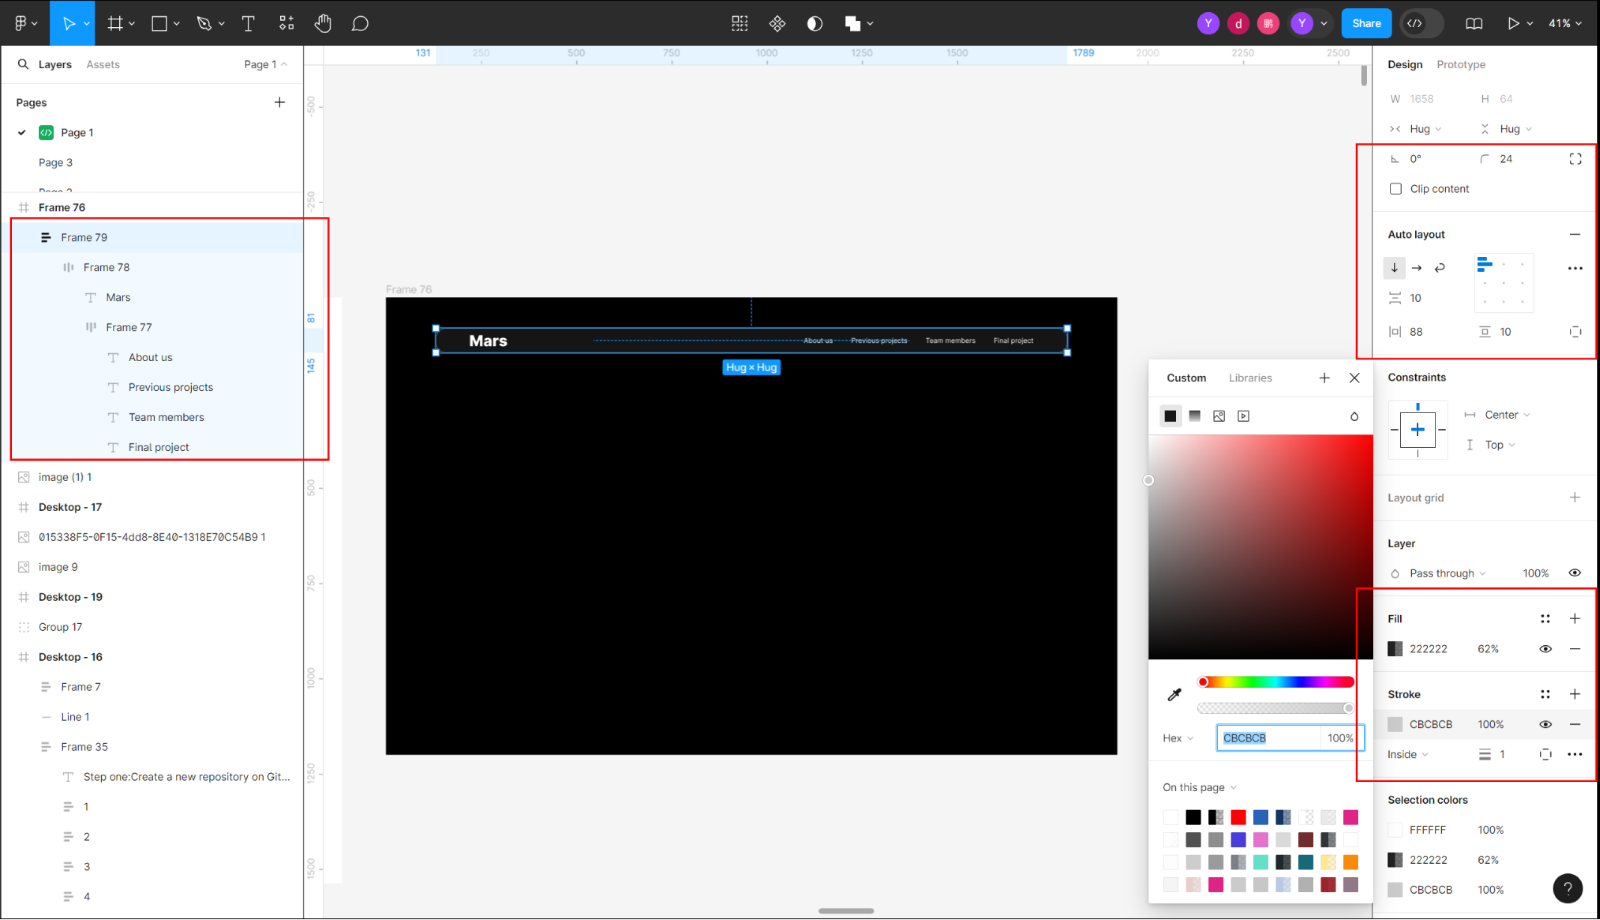 41%
Share
Y
d
Y
Layers
Assets
Page 1
Pages
Page 1
Page 3
Frame 76
Frame 79
Frame 78
Mars
Frame 77
About us
Previous projects
Team members
Final project
image (1) 1
Desktop - 17
015338F5-0F15-4dd8-8E40-1318E70C54B9 1
image 9
Desktop - 19
Group 17
Desktop - 16
Frame 7
Line 1
Frame 35
Step one:Create a new repository on Git...
1
2
3
4
131
250
500
750
1000
1250
1500
1789
2000
2250
2500
-500
-250
81
145
500
750
1000
1250
1500
Frame 76
Mars
About us
Previous projects
Team members
Final project
Hug × Hug
Custom
Libraries
Hex
CBCBCB
100%
On this page
Design
Prototype
W 1658
H 64
Hug
Hug
0°
24
Clip content
Auto layout
10
88
10
Constraints
Center
Top
Layout grid
Layer
Pass through
100%
Fill
222222
62%
Stroke
CBCBCB
100%
Inside
1
Selection colors
FFFFFF
100%
222222
62%
CBCBCB
100%
?